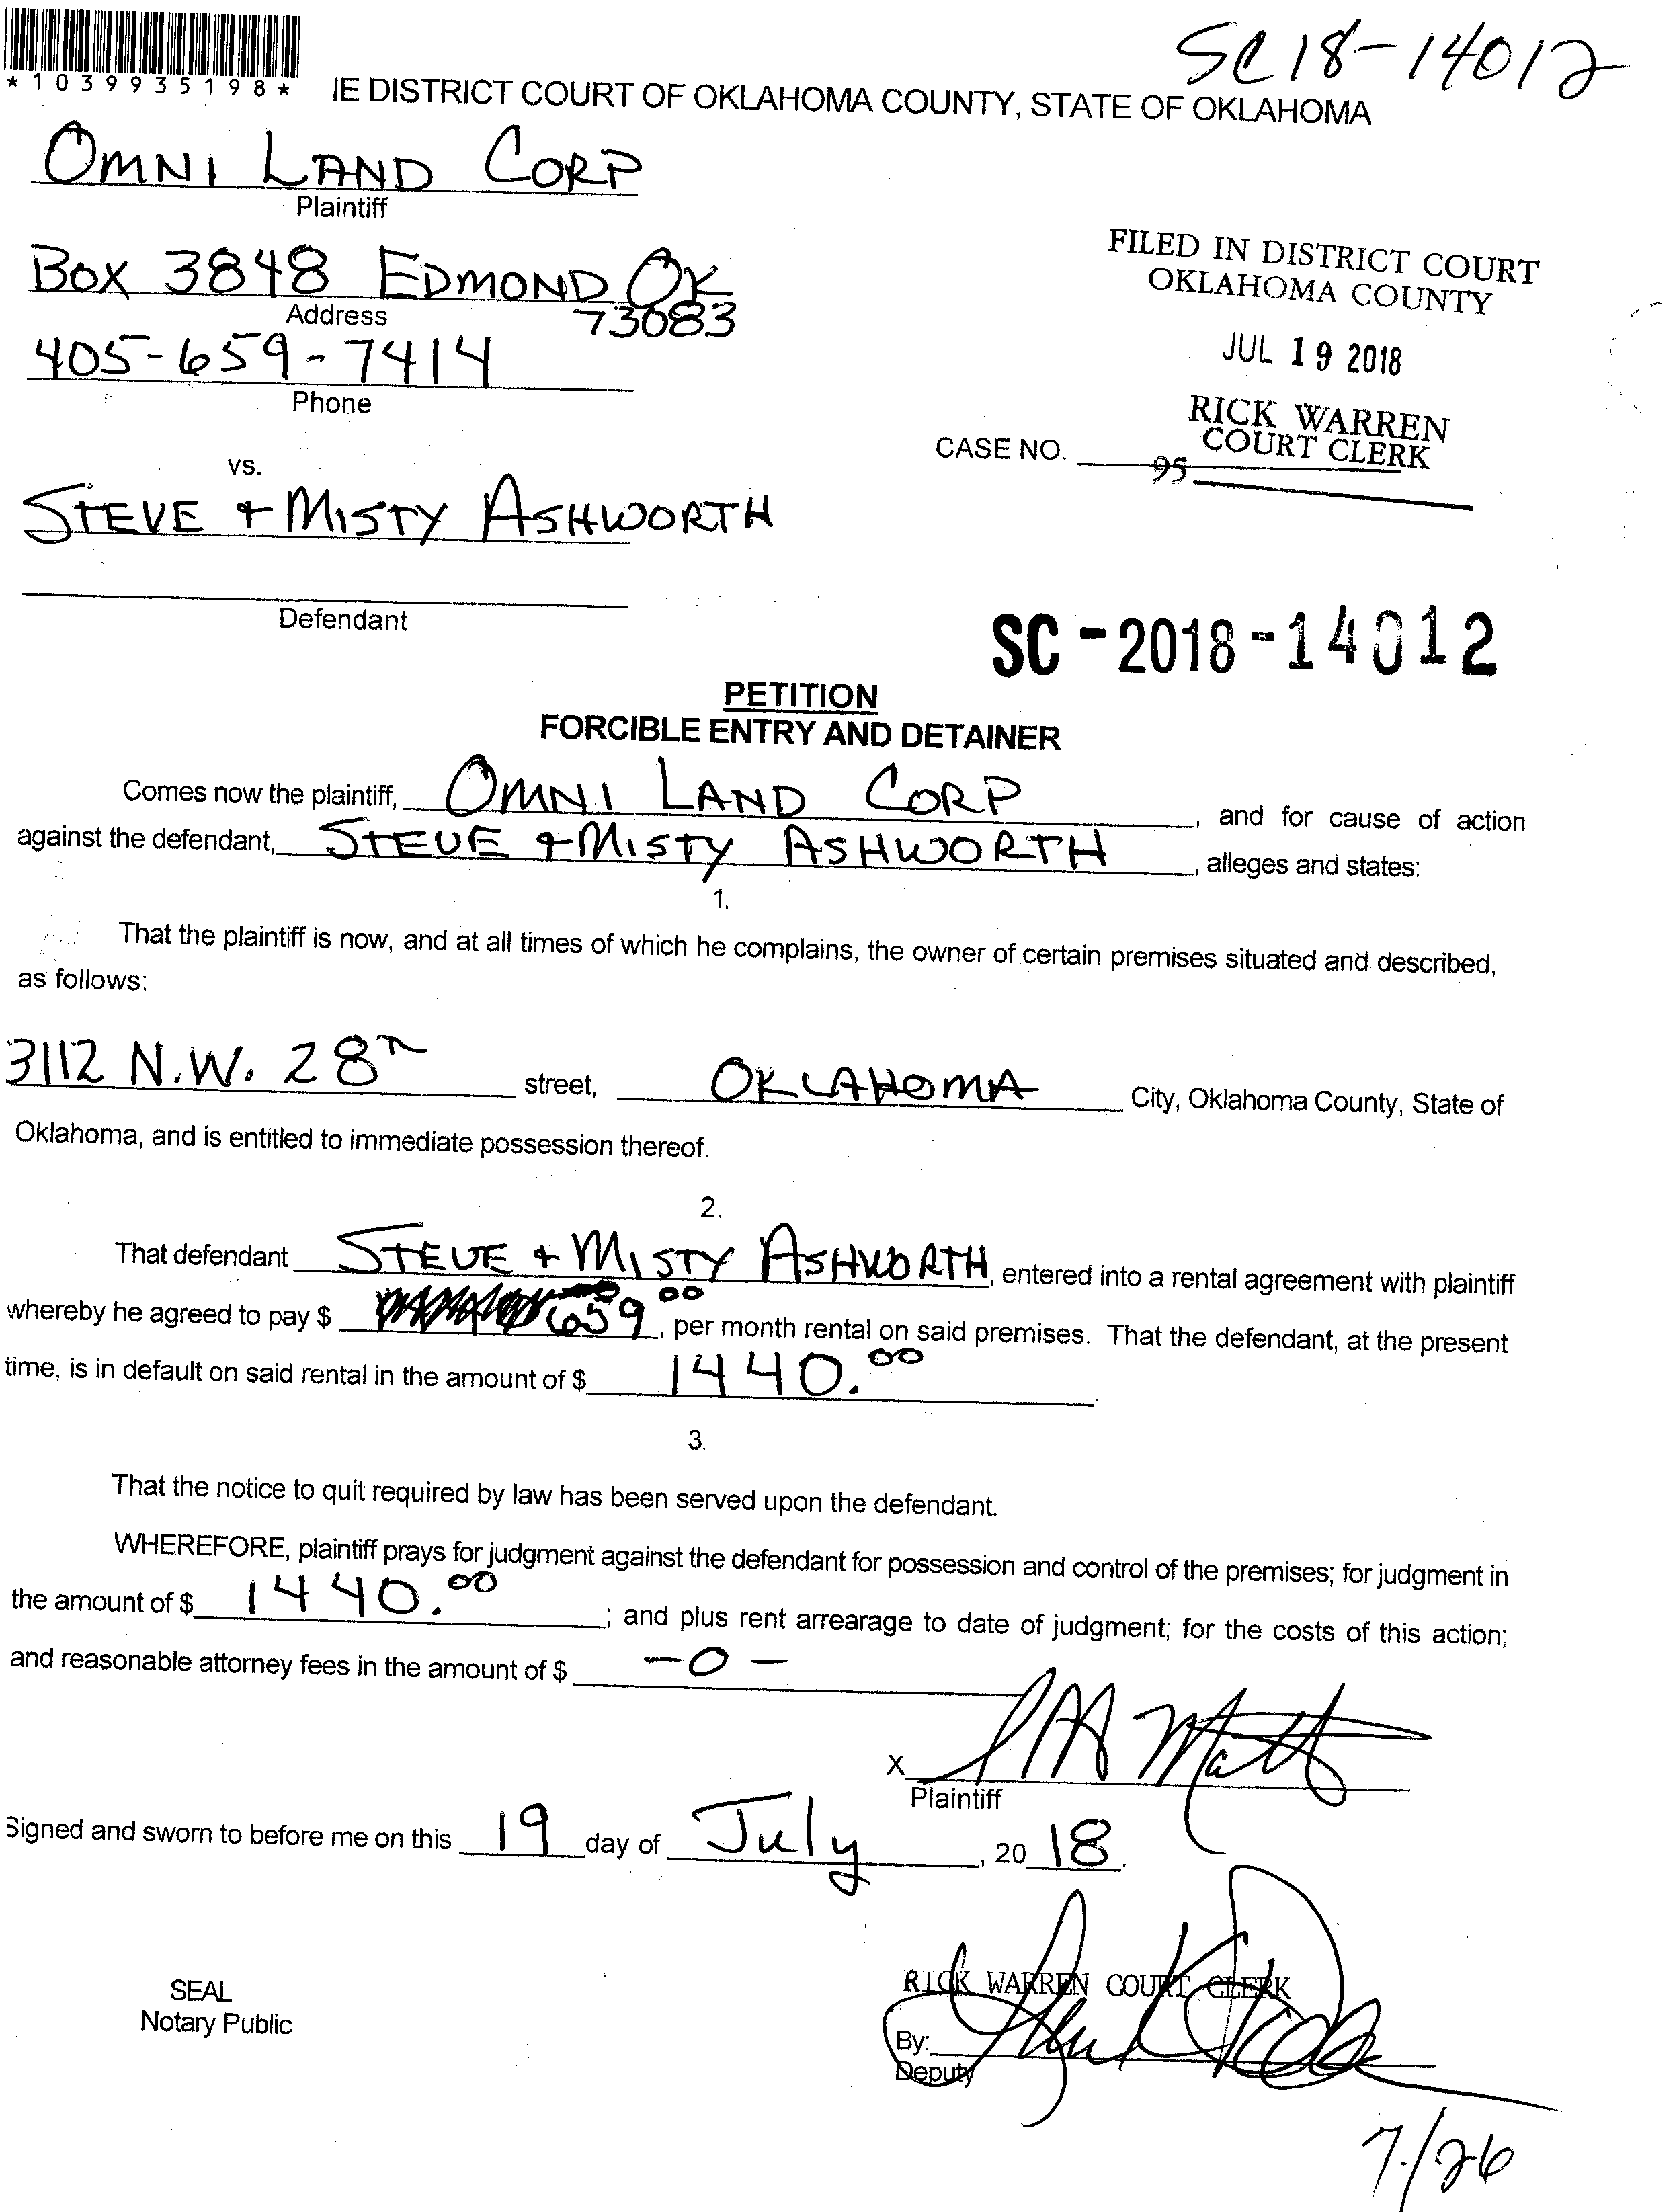 SC18-14012
*1039935198*
IE DISTRICT COURT OF OKLAHOMA COUNTY, STATE OF OKLAHOMA
OMNI LAND CORP
Plaintiff
BOX 3848 EDMOND OK
73083
Address
405-659-7414
Phone
FILED IN DISTRICT COURT
OKLAHOMA COUNTY
JUL 19 2018
RICK WARREN
COURT CLERK
CASE NO.
95
vs.
STEVE + MISTY ASHWORTH
Defendant
SC-2018-14012
PETITION
FORCIBLE ENTRY AND DETAINER
Comes now the plaintiff, OMNI LAND CORP, and for cause of action
against the defendant, STEVE + MISTY ASHWORTH, alleges and states:
1.
That the plaintiff is now, and at all times of which he complains, the owner of certain premises situated and described,
as follows:
3112 N.W. 28TH street, OKLAHOMA City, Oklahoma County, State of
Oklahoma, and is entitled to immediate possession thereof.
2.
That defendant STEVE + MISTY ASHWORTH, entered into a rental agreement with plaintiff
whereby he agreed to pay $ 659.00, per month rental on said premises. That the defendant, at the present
time, is in default on said rental in the amount of $ 1440.00.
3.
That the notice to quit required by law has been served upon the defendant.
WHEREFORE, plaintiff prays for judgment against the defendant for possession and control of the premises; for judgment in
the amount of $ 1440.00; and plus rent arrearage to date of judgment; for the costs of this action;
and reasonable attorney fees in the amount of $ -0-
X
Plaintiff
Signed and sworn to before me on this 19 day of July, 2018.
SEAL
Notary Public
RICK WARREN COURT CLERK
By:
Deputy
7/26